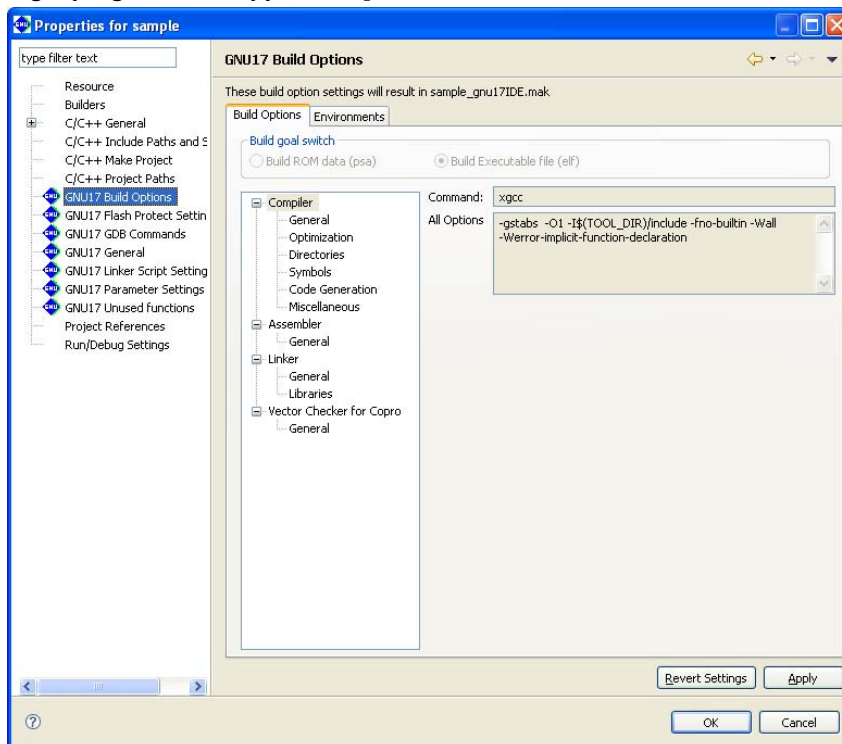 Properties for sample
type filter text
Resource
Builders
C/C++ General
C/C++ Include Paths and S
C/C++ Make Project
C/C++ Project Paths
GNU17 Build Options
GNU17 Flash Protect Settin
GNU17 GDB Commands
GNU17 General
GNU17 Linker Script Setting
GNU17 Parameter Settings
GNU17 Unused functions
Project References
Run/Debug Settings
GNU17 Build Options
These build option settings will result in sample_gnu17IDE.mak
Build Options Environments
Build goal switch
Build ROM data (psa) Build Executable file (elf)
Compiler
General
Optimization
Directories
Symbols
Code Generation
Miscellaneous
Assembler
General
Linker
General
Libraries
Vector Checker for Copro
General
Command: xgcc
All Options -gstabs -O1 -I$(TOOL_DIR)/include -fno-builtin -Wall
-Werror-implicit-function-declaration
Revert Settings Apply
OK Cancel